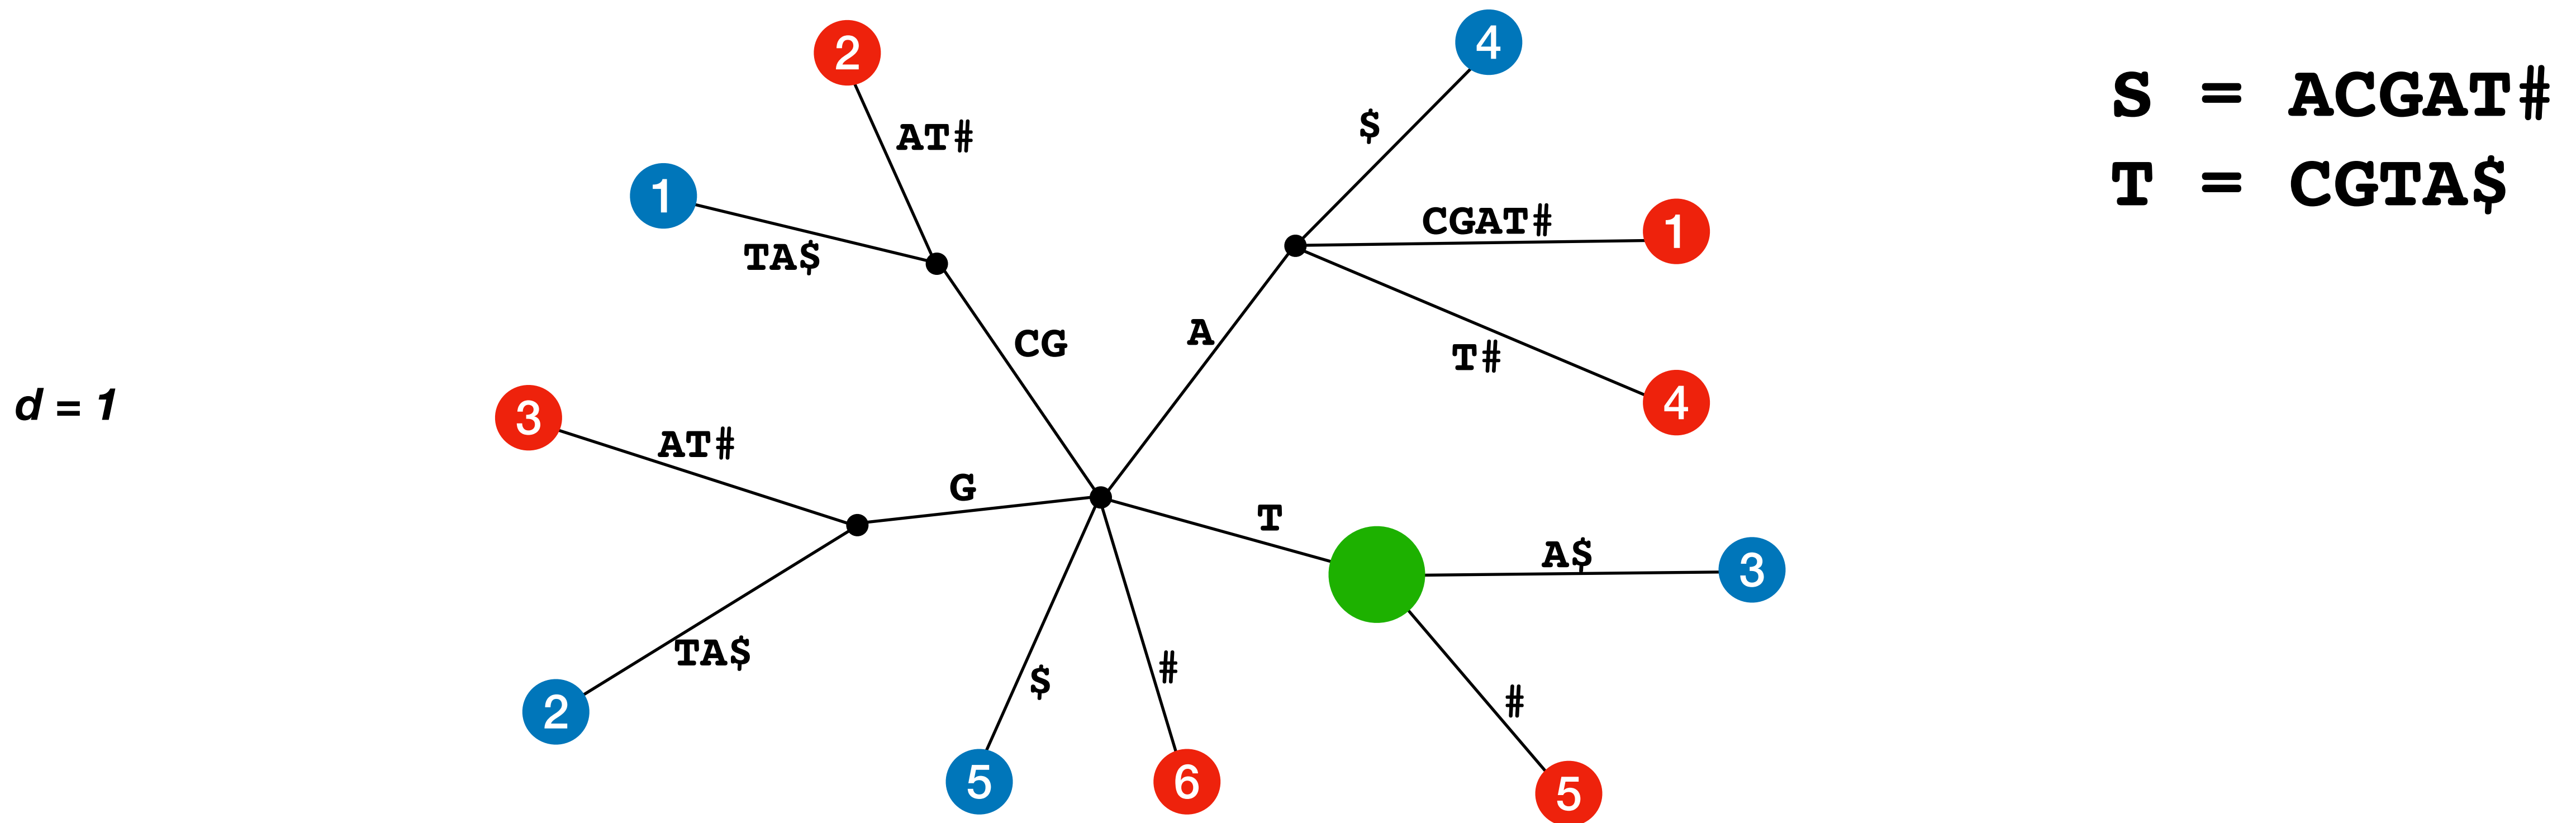 2
4
S = ACGAT#
AT#
$
T = CGTA$
1
CGAT#
1
TA$
A
CG
T#
d = 1
3
4
AT#
G
T
A$
3
TA$
$
#
#
2
5
6
5